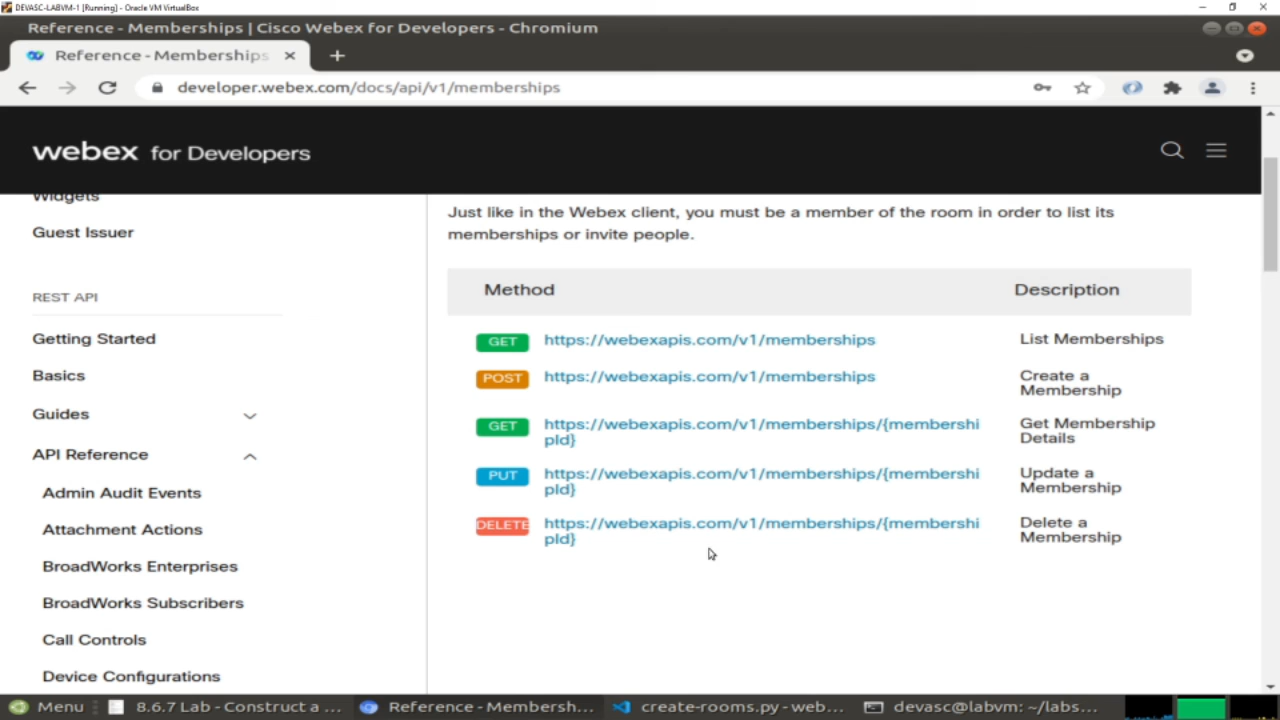 DEVASC-LABVM-1 [Running] - Oracle VM VirtualBox
Reference - Memberships | Cisco Webex for Developers - Chromium
Reference - Memberships
developer.webex.com/docs/api/v1/memberships
webex for Developers
Widgets
Guest Issuer
REST API
Getting Started
Basics
Guides
API Reference
Admin Audit Events
Attachment Actions
BroadWorks Enterprises
BroadWorks Subscribers
Call Controls
Device Configurations
Just like in the Webex client, you must be a member of the room in order to list its
memberships or invite people.
Method Description
GET https://webexapis.com/v1/memberships List Memberships
POST https://webexapis.com/v1/memberships Create a
Membership
GET https://webexapis.com/v1/memberships/{membershi Get Membership
pId} Details
PUT https://webexapis.com/v1/memberships/{membershi Update a
pId} Membership
DELETE https://webexapis.com/v1/memberships/{membershi Delete a
pId} Membership
Menu 8.6.7 Lab - Construct a ... Reference - Membersh... create-rooms.py - web... devasc@labvm: ~/labs...